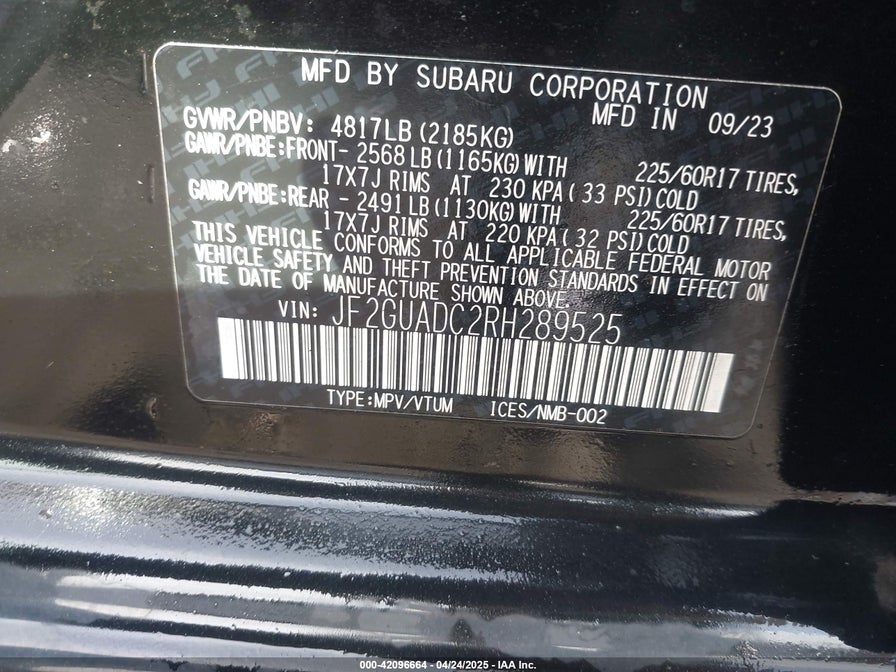 MFD BY SUBARU CORPORATION
MFD IN 09/23
GVWR/PNBV: 4817LB (2185KG)
GAWR/PNBE:FRONT- 2568 LB (1165KG) WITH 225/60R17 TIRES,
17X7J RIMS AT 230 KPA ( 33 PSI) COLD
GAWR/PNBE:REAR - 2491 LB (1130KG) WITH 225/60R17 TIRES,
17X7J RIMS AT 220 KPA ( 32 PSI) COLD
THIS VEHICLE CONFORMS TO ALL APPLICABLE FEDERAL MOTOR
VEHICLE SAFETY AND THEFT PREVENTION STANDARDS IN EFFECT ON
THE DATE OF MANUFACTURE SHOWN ABOVE.
VIN: JF2GUADC2RH289525
TYPE:MPV/VTUM ICES/NMB-002
000-42096664 - 04/24/2025 - IAA Inc.